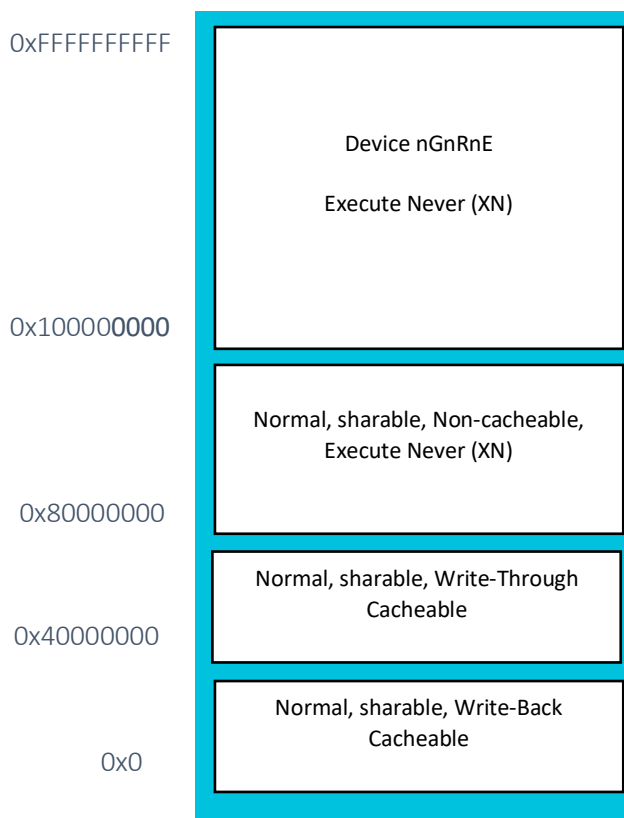 0xFFFFFFFFFF
Device nGnRnE
Execute Never (XN)
0x100000000
Normal, sharable, Non-cacheable,
Execute Never (XN)
0x80000000
Normal, sharable, Write-Through
Cacheable
0x40000000
Normal, sharable, Write-Back
Cacheable
0x0